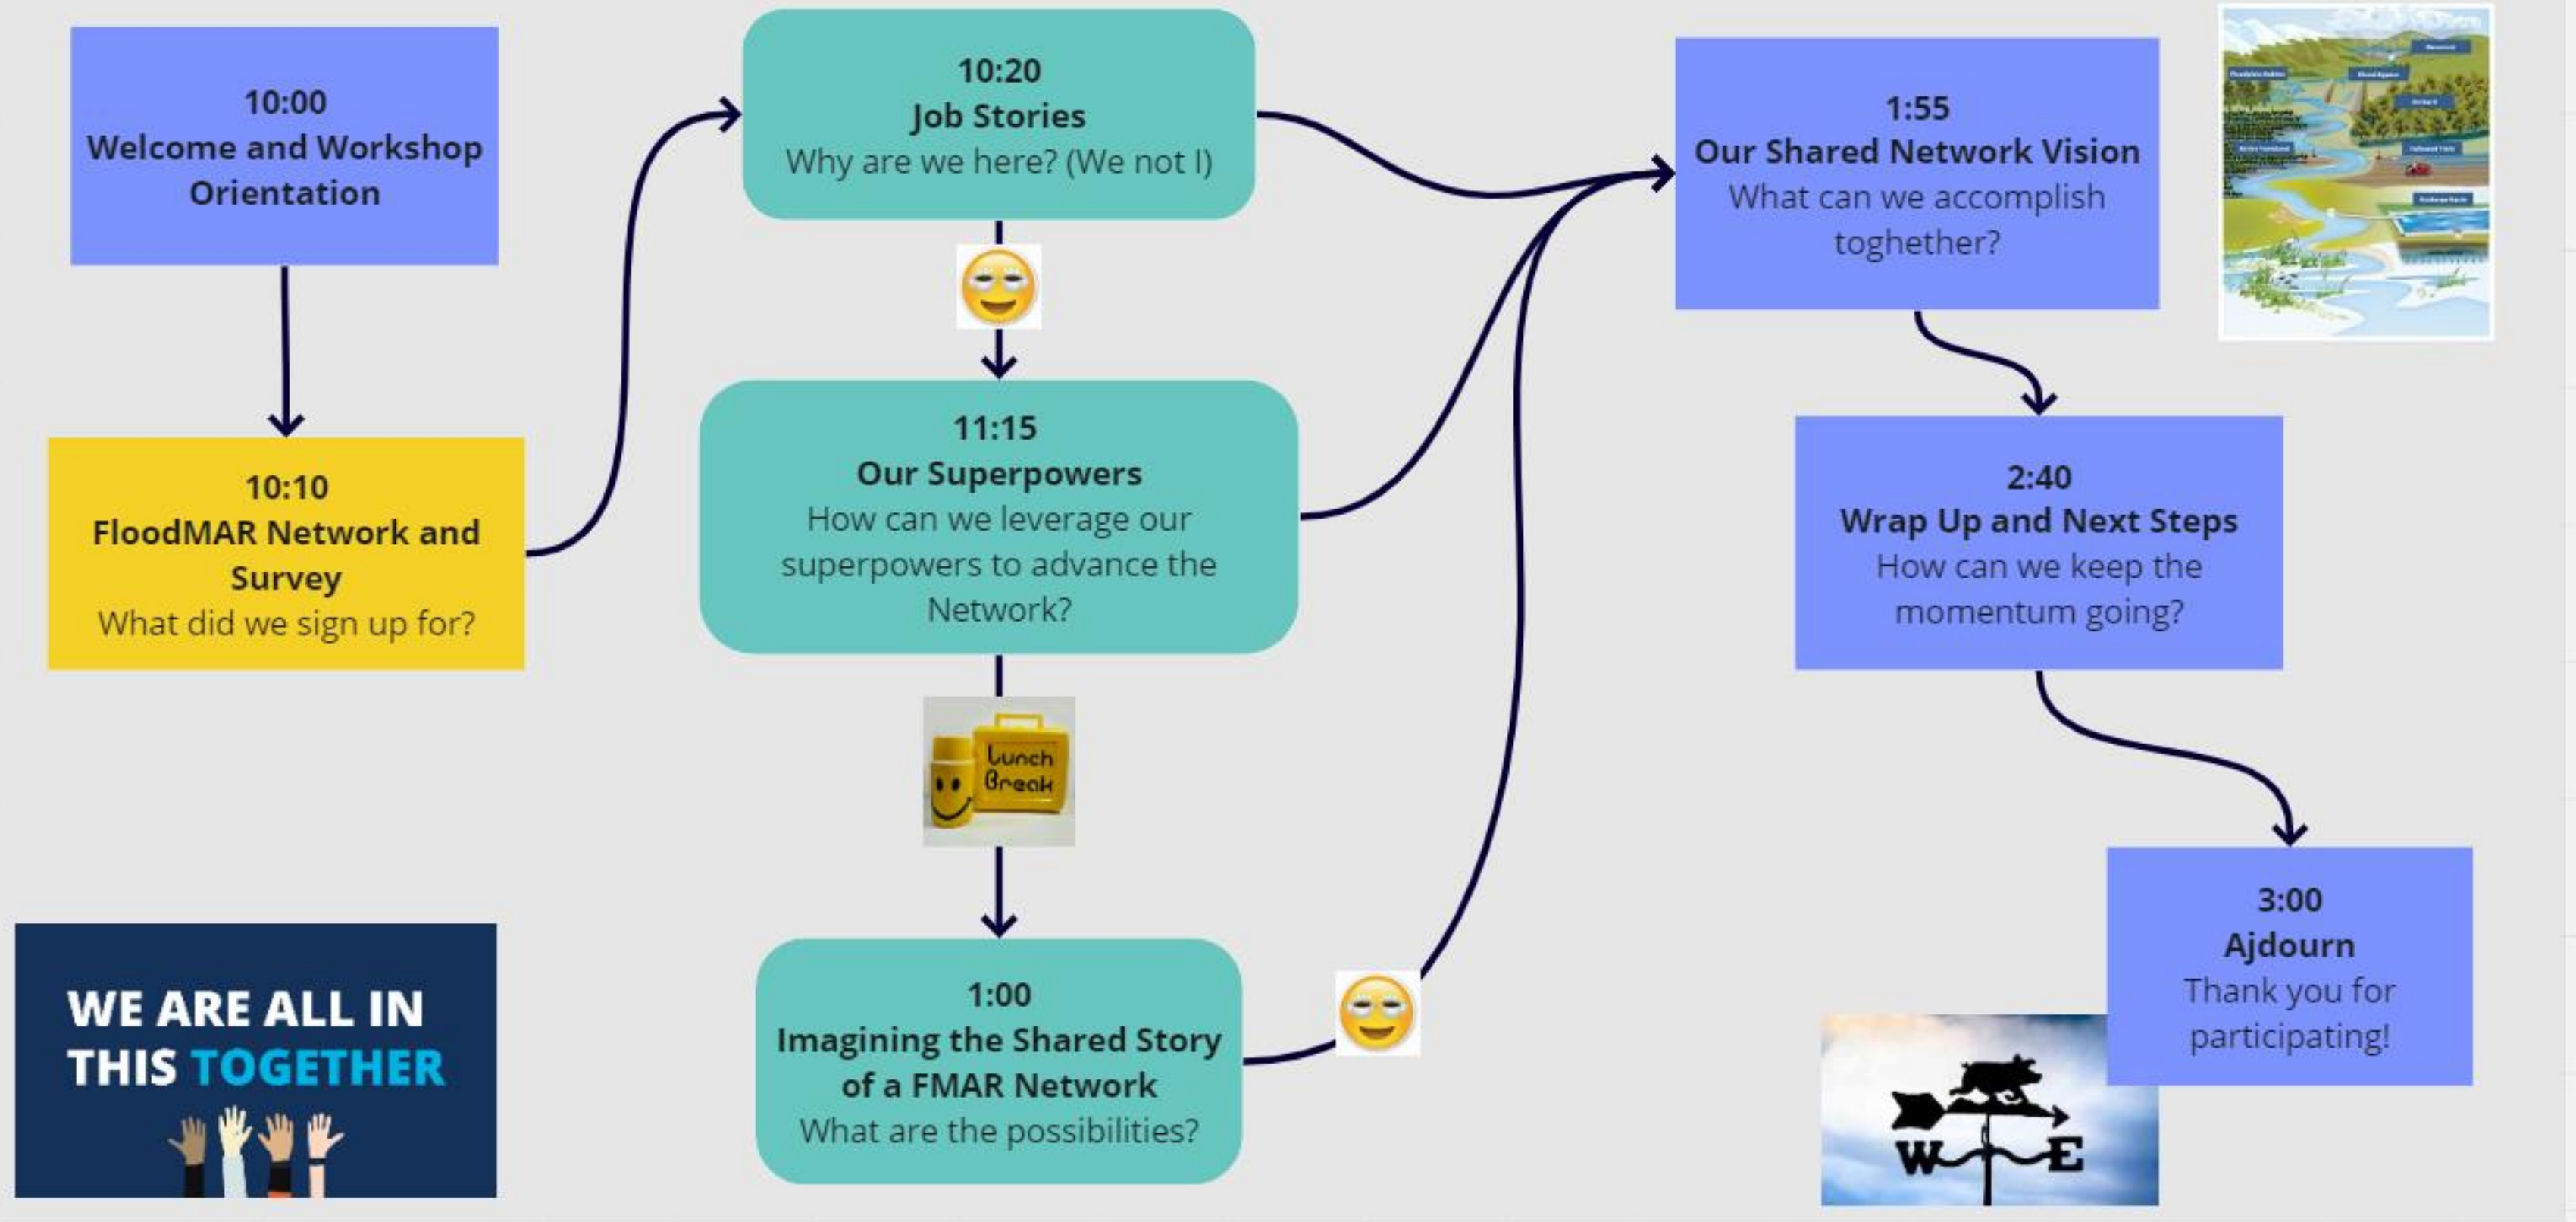 10:00
Welcome and Workshop
Orientation
10:10
FloodMAR Network and
Survey
What did we sign up for?
WE ARE ALL IN
THIS TOGETHER
10:20
Job Stories
Why are we here? (We not I)
11:15
Our Superpowers
How can we leverage our
superpowers to advance the
Network?
Lunch
Break
1:00
Imagining the Shared Story
of a FMAR Network
What are the possibilities?
1:55
Our Shared Network Vision
What can we accomplish
toghether?
2:40
Wrap Up and Next Steps
How can we keep the
momentum going?
3:00
Ajdourn
Thank you for
participating!
W E